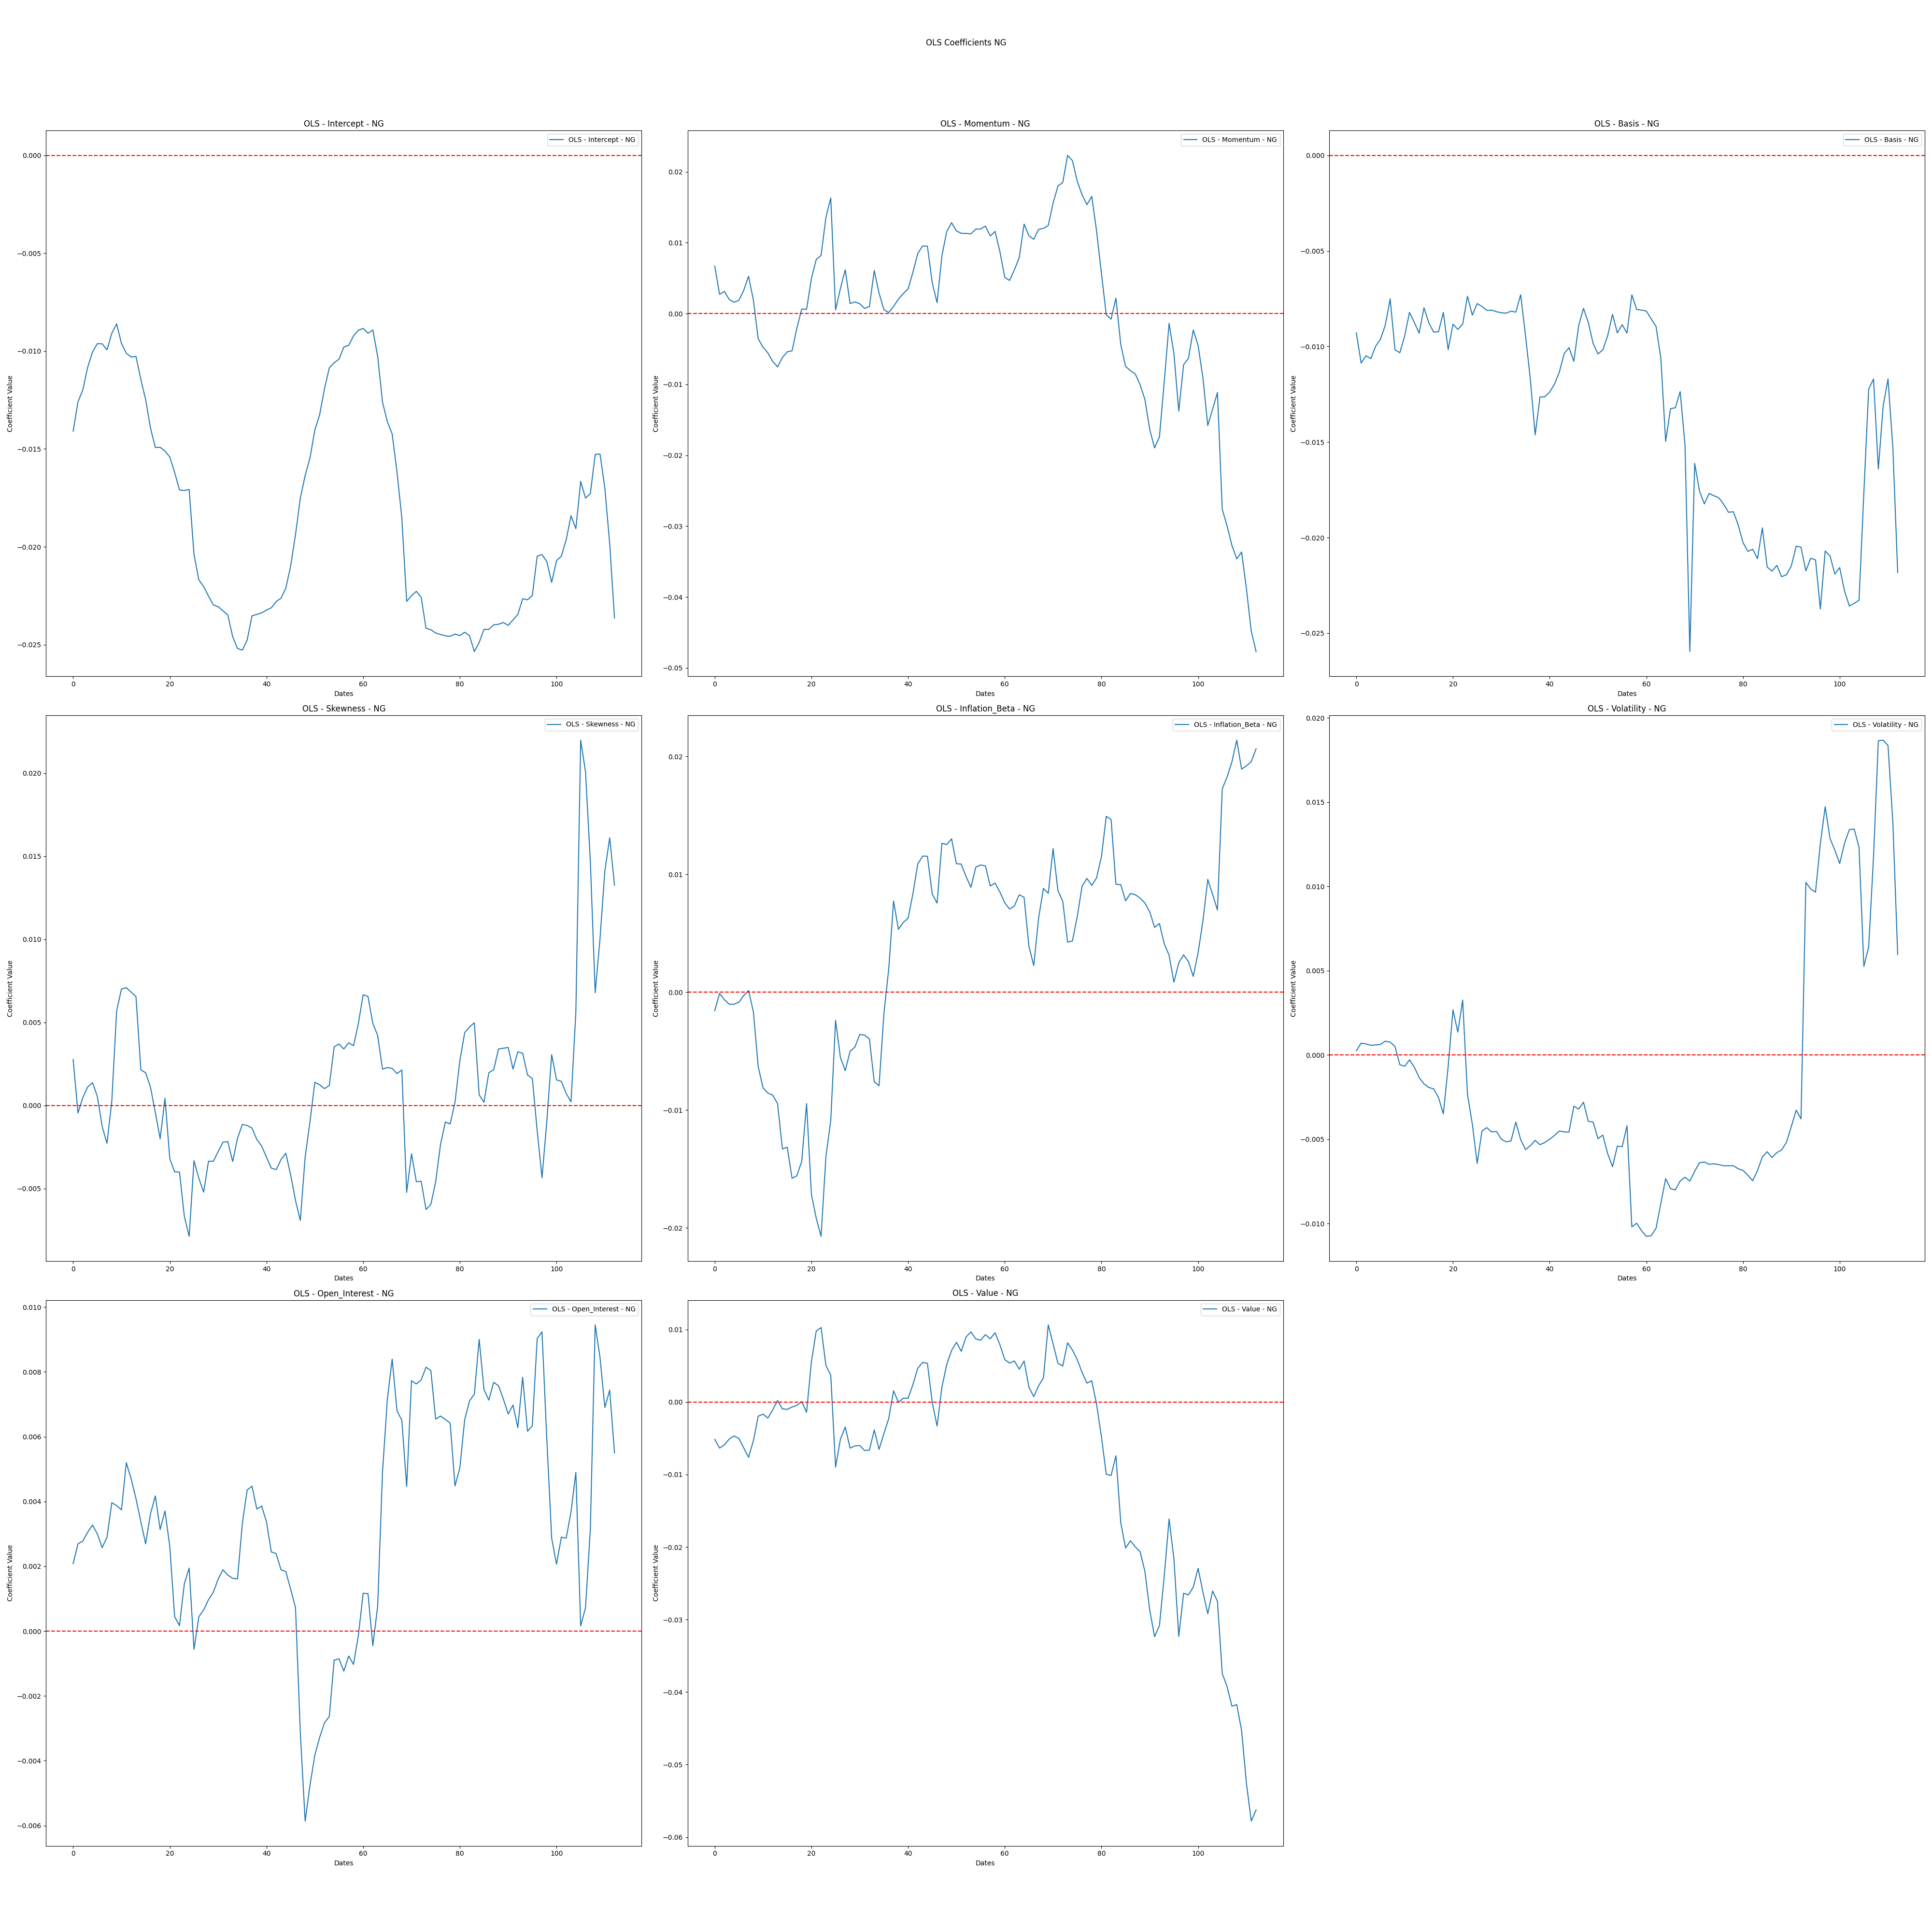 OLS Coefficients NG
OLS - Intercept - NG
OLS - Intercept - NG
0.000
−0.005
−0.010
−0.015
−0.020
−0.025
Coefficient Value
0 20 40 60 80 100
Dates
OLS - Momentum - NG
OLS - Momentum - NG
0.02
0.01
0.00
−0.01
−0.02
−0.03
−0.04
−0.05
Coefficient Value
0 20 40 60 80 100
Dates
OLS - Basis - NG
OLS - Basis - NG
0.000
−0.005
−0.010
−0.015
−0.020
−0.025
Coefficient Value
0 20 40 60 80 100
Dates
OLS - Skewness - NG
OLS - Skewness - NG
0.020
0.015
0.010
0.005
0.000
−0.005
Coefficient Value
0 20 40 60 80 100
Dates
OLS - Inflation_Beta - NG
OLS - Inflation_Beta - NG
0.02
0.01
0.00
−0.01
−0.02
Coefficient Value
0 20 40 60 80 100
Dates
OLS - Volatility - NG
OLS - Volatility - NG
0.020
0.015
0.010
0.005
0.000
−0.005
−0.010
Coefficient Value
0 20 40 60 80 100
Dates
OLS - Open_Interest - NG
OLS - Open_Interest - NG
0.010
0.008
0.006
0.004
0.002
0.000
−0.002
−0.004
−0.006
Coefficient Value
0 20 40 60 80 100
Dates
OLS - Value - NG
OLS - Value - NG
0.01
0.00
−0.01
−0.02
−0.03
−0.04
−0.05
−0.06
Coefficient Value
0 20 40 60 80 100
Dates